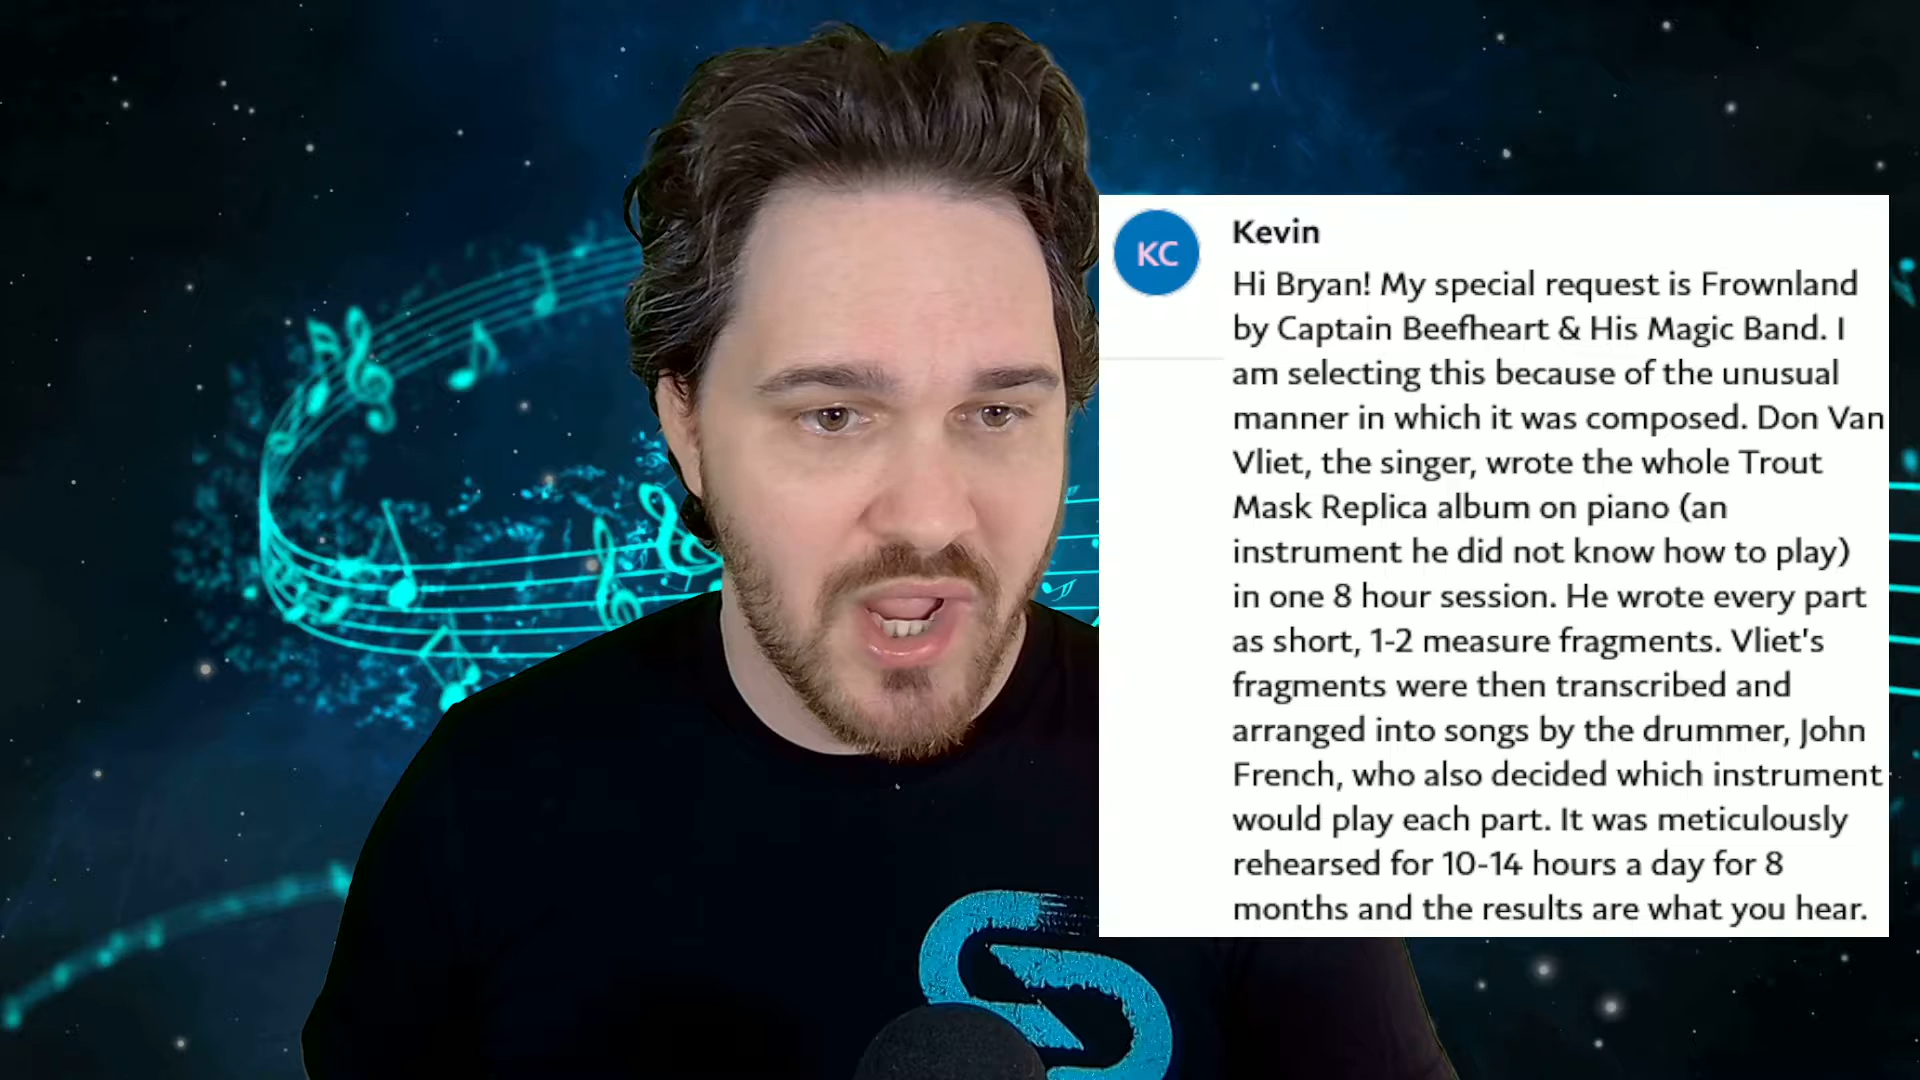 KC
Kevin
Hi Bryan! My special request is Frownland
by Captain Beefheart & His Magic Band. I
am selecting this because of the unusual
manner in which it was composed. Don Van
Vliet, the singer, wrote the whole Trout
Mask Replica album on piano (an
instrument he did not know how to play)
in one 8 hour session. He wrote every part
as short, 1-2 measure fragments. Vliet's
fragments were then transcribed and
arranged into songs by the drummer, John
French, who also decided which instrument
would play each part. It was meticulously
rehearsed for 10-14 hours a day for 8
months and the results are what you hear.